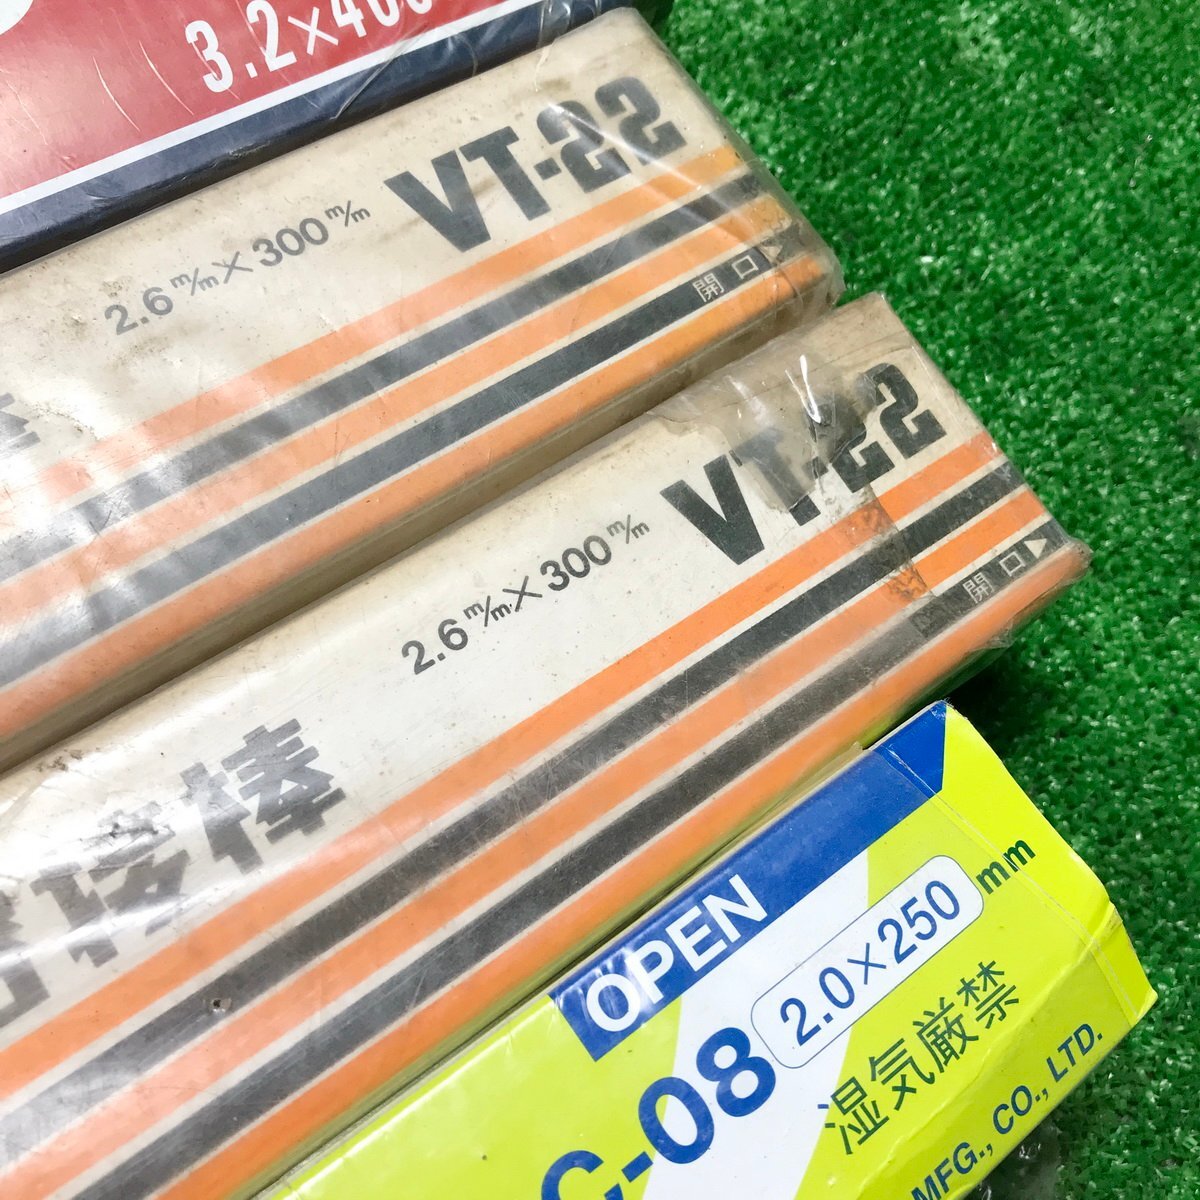 3.2×400
VT-22
2.6m/m×300m/m
開口
VT-22
2.6m/m×300m/m
開口
接棒
OPEN
2.0×250 mm
C-08
湿気厳禁
MFG., CO., LTD.